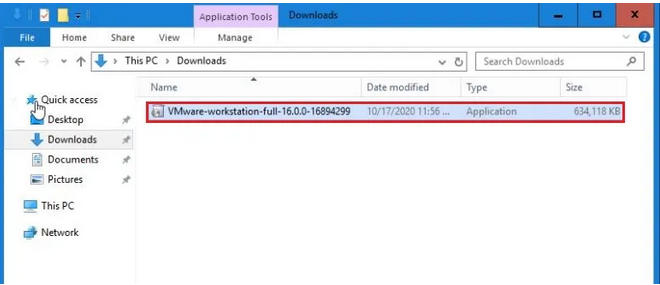 Application Tools Downloads
File Home Share View Manage
This PC > Downloads Search Downloads
Name Date modified Type Size
VMware-workstation-full-16.0.0-16894299 10/17/2020 11:56 ... Application 634,118 KB
Quick access
Desktop
Downloads
Documents
Pictures
This PC
Network